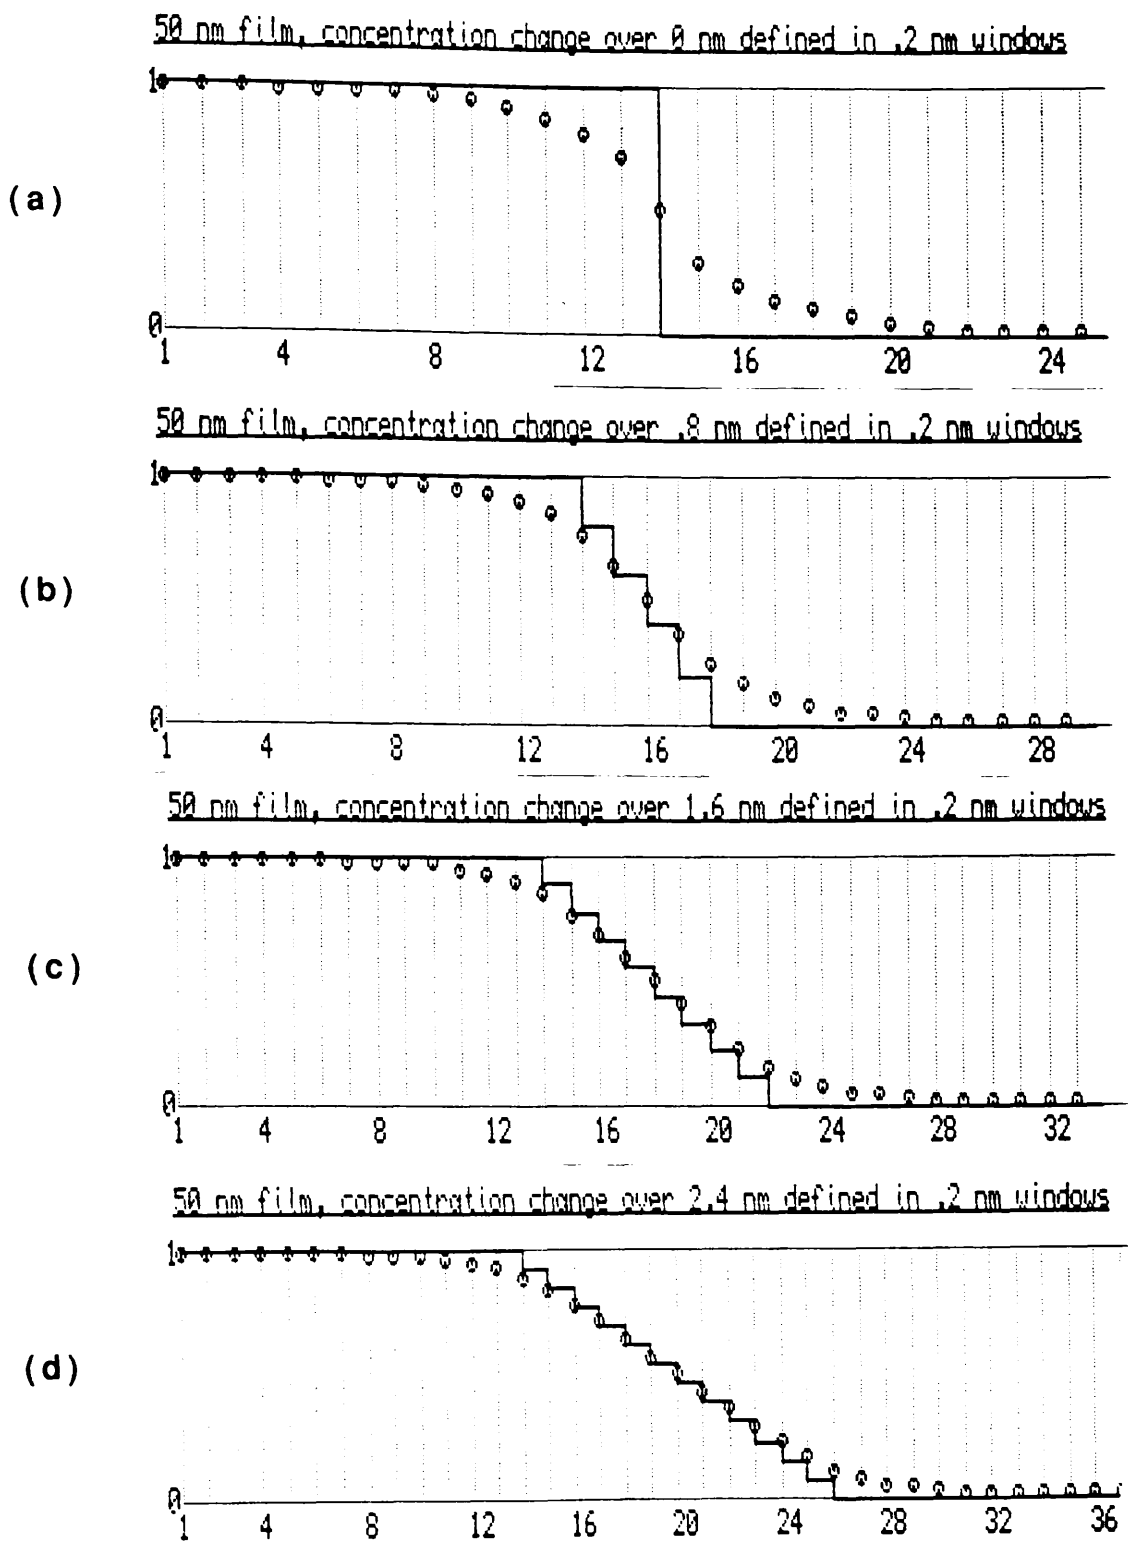 50 nm film, concentration change over 0 nm defined in .2 nm windows
(a)
1
0
1 4 8 12 16 20 24
50 nm film, concentration change over .8 nm defined in .2 nm windows
(b)
1
0
1 4 8 12 16 20 24 28
50 nm film, concentration change over 1.6 nm defined in .2 nm windows
(c)
1
0
1 4 8 12 16 20 24 28 32
50 nm film, concentration change over 2.4 nm defined in .2 nm windows
(d)
1
0
1 4 8 12 16 20 24 28 32 36